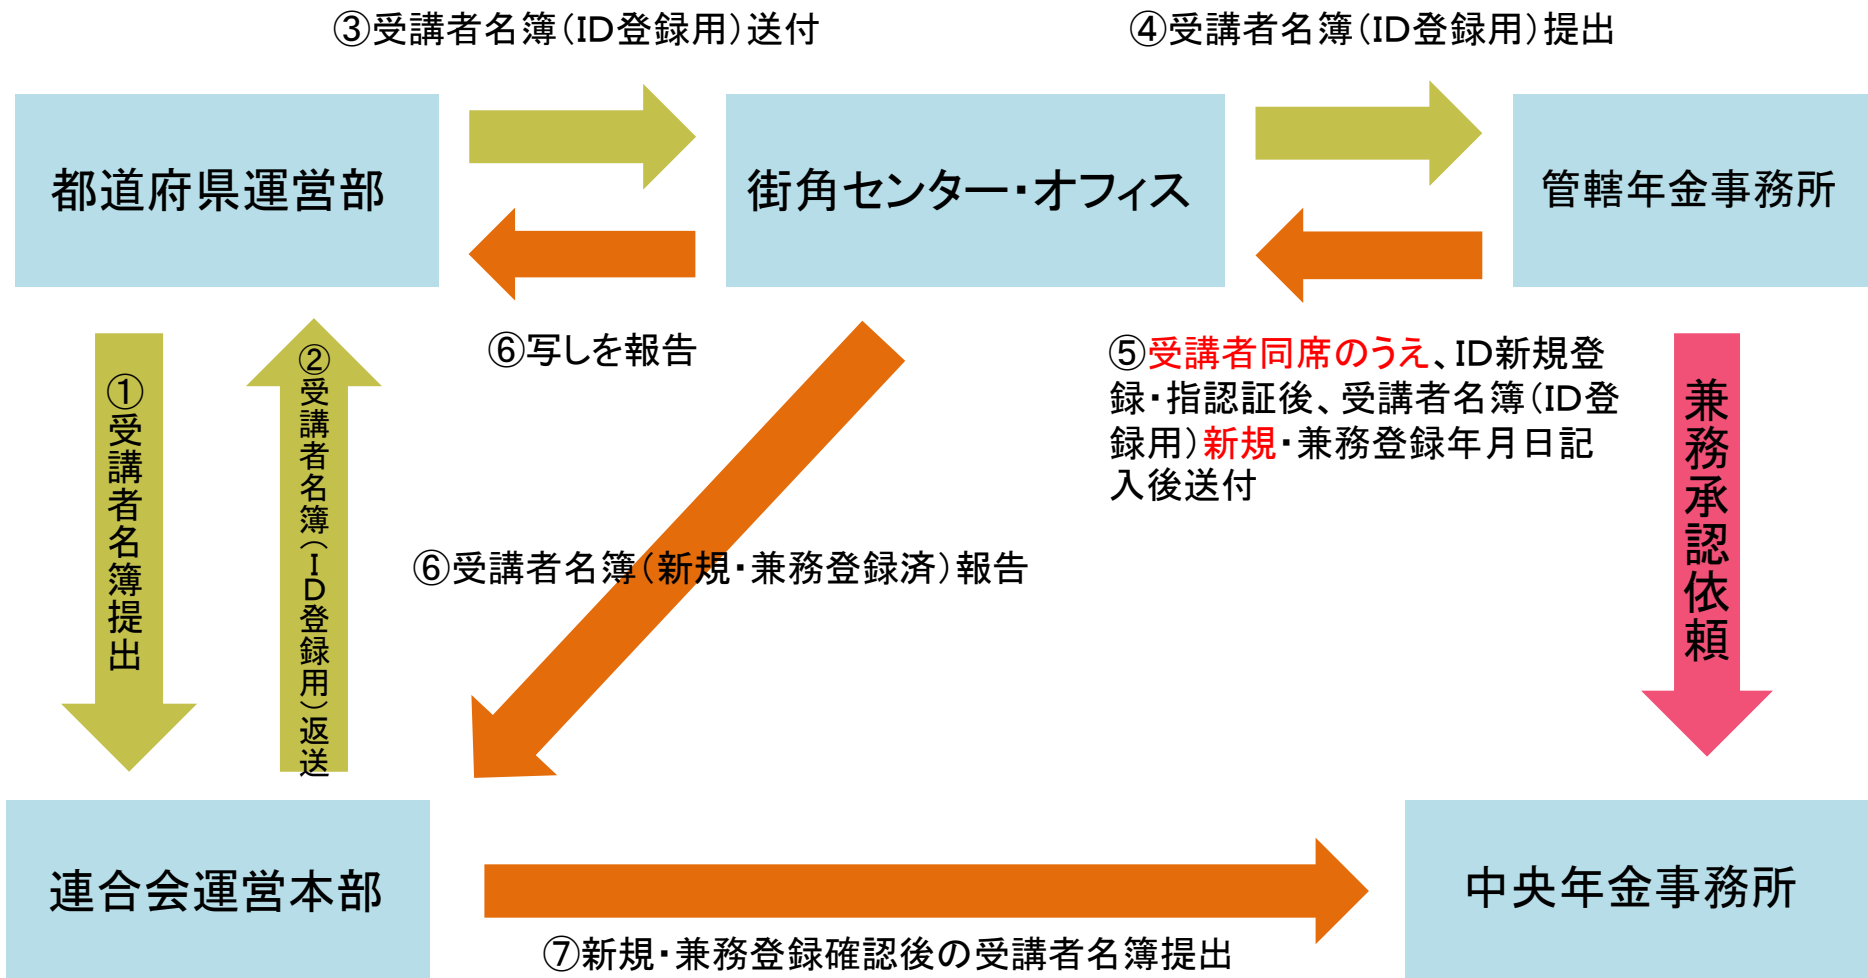 ③受講者名簿(ID登録用)送付
④受講者名簿(ID登録用)提出
都道府県運営部
街角センター・オフィス
管轄年金事務所
①受講者名簿提出
②受講者名簿(ID登録用)返送
⑥写しを報告
⑤受講者同席のうえ、ID新規登
録・指認証後、受講者名簿(ID登
録用)新規・兼務登録年月日記
入後送付
兼務承認依頼
⑥受講者名簿(新規・兼務登録済)報告
連合会運営本部
中央年金事務所
⑦新規・兼務登録確認後の受講者名簿提出